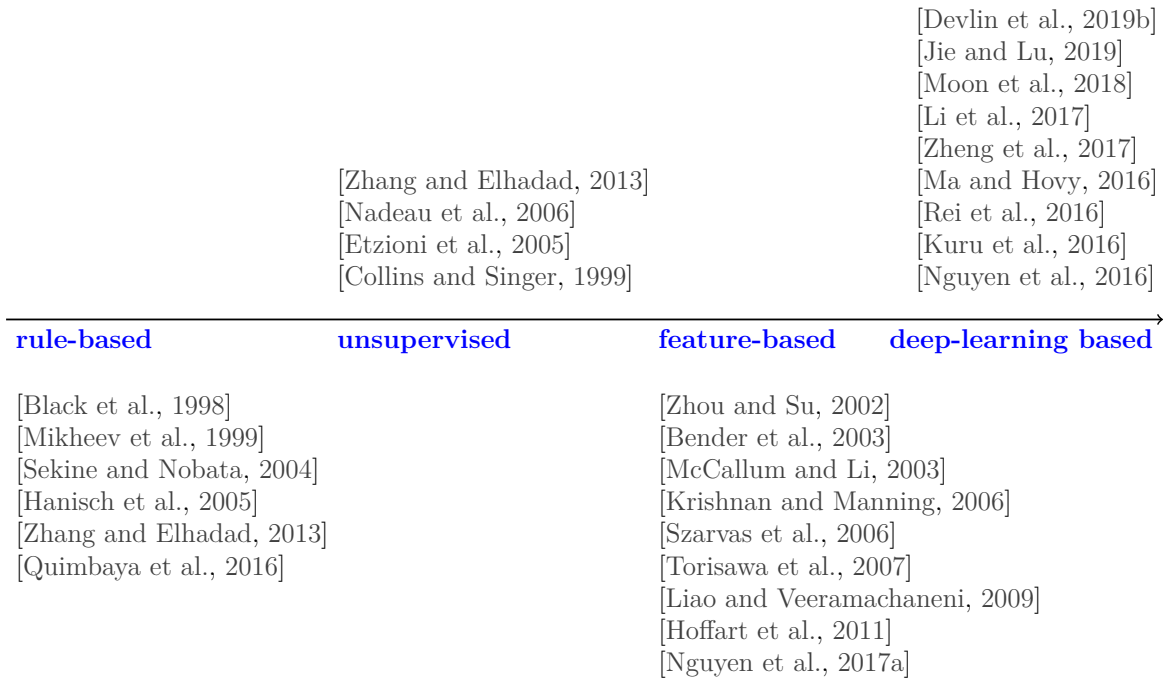 [Devlin et al., 2019b]
[Jie and Lu, 2019]
[Moon et al., 2018]
[Li et al., 2017]
[Zheng et al., 2017]
[Ma and Hovy, 2016]
[Rei et al., 2016]
[Kuru et al., 2016]
[Nguyen et al., 2016]
[Zhang and Elhadad, 2013]
[Nadeau et al., 2006]
[Etzioni et al., 2005]
[Collins and Singer, 1999]
rule-based unsupervised feature-based deep-learning based
[Black et al., 1998]
[Mikheev et al., 1999]
[Sekine and Nobata, 2004]
[Hanisch et al., 2005]
[Zhang and Elhadad, 2013]
[Quimbaya et al., 2016]
[Zhou and Su, 2002]
[Bender et al., 2003]
[McCallum and Li, 2003]
[Krishnan and Manning, 2006]
[Szarvas et al., 2006]
[Torisawa et al., 2007]
[Liao and Veeramachaneni, 2009]
[Hoffart et al., 2011]
[Nguyen et al., 2017a]